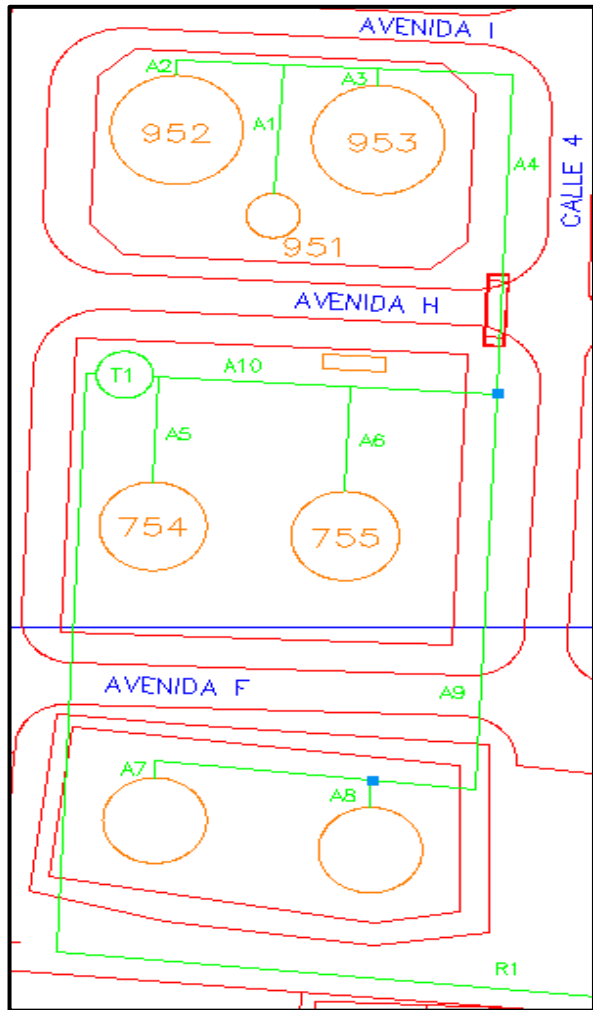 AVENIDA I
A2
A3
952
A1
953
A4
CALLE 4
951
AVENIDA H
T1
A10
A5
A6
754
755
AVENIDA F
A9
A7
A8
R1